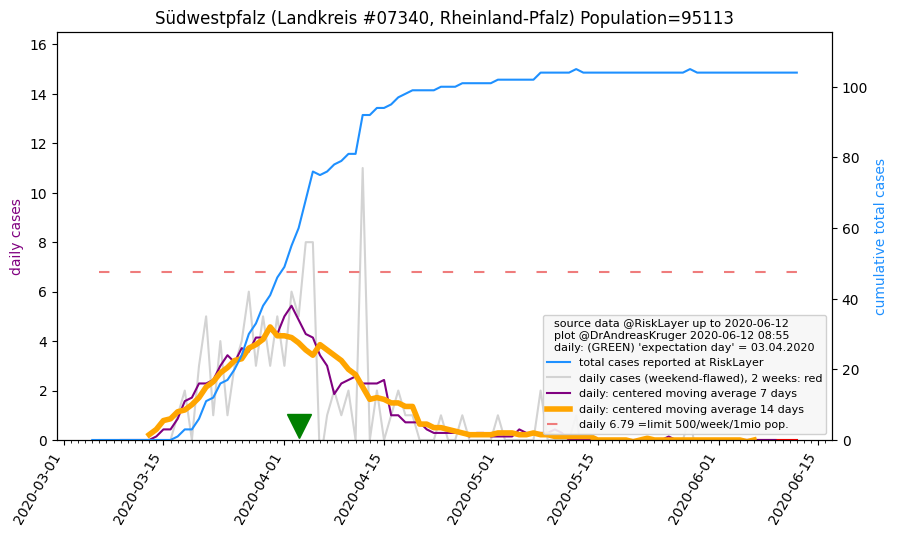 Südwestpfalz (Landkreis #07340, Rheinland-Pfalz) Population=95113
16
14
12
10
8
6
4
2
0
daily cases
100
80
60
40
20
0
cumulative total cases
source data @RiskLayer up to 2020-06-12
plot @DrAndreasKruger 2020-06-12 08:55
daily: (GREEN) 'expectation day' = 03.04.2020
total cases reported at RiskLayer
daily cases (weekend-flawed), 2 weeks: red
daily: centered moving average 7 days
daily: centered moving average 14 days
daily 6.79 =limit 500/week/1mio pop.
2020-03-01
2020-03-15
2020-04-01
2020-04-15
2020-05-01
2020-05-15
2020-06-01
2020-06-15